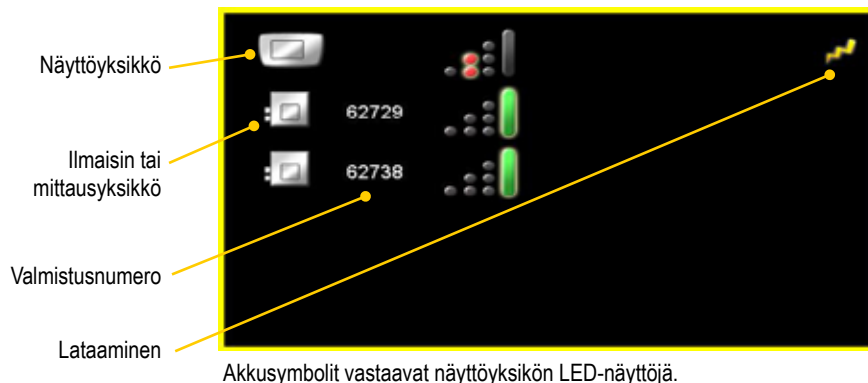 Näyttöyksikkö
Ilmaisin tai
mittausyksikkö
62729
62738
Valmistusnumero
Lataaminen
Akkusymbolit vastaavat näyttöyksikön LED-näyttöjä.